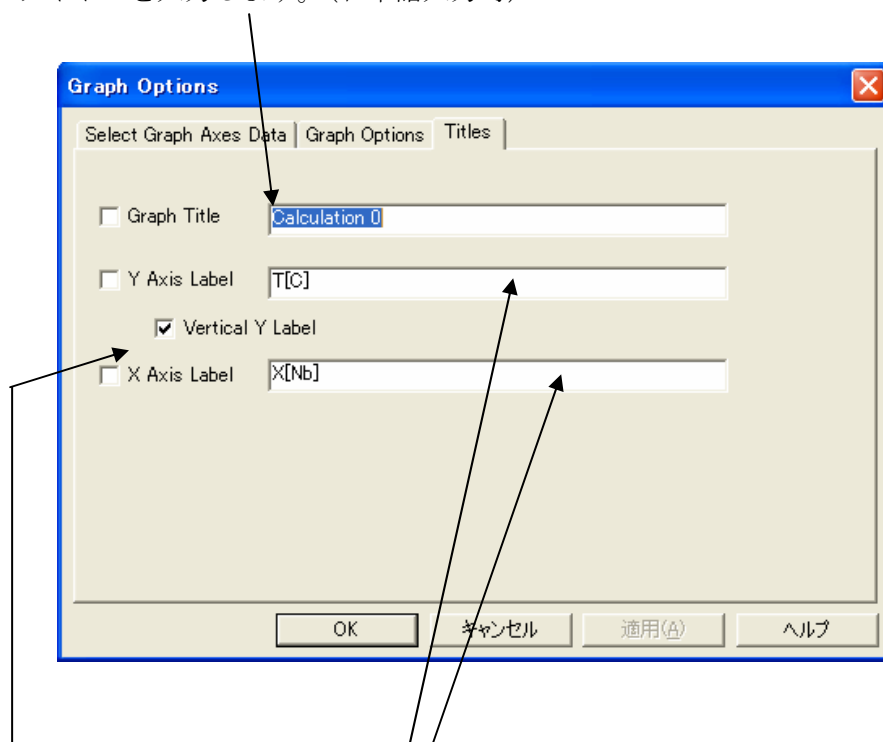 Graph Options
Select Graph Axes Data Graph Options Titles
Graph Title Calculation 0
Y Axis Label T[C]
Vertical Y Label
X Axis Label X[Nb]
OK キャンセル 適用(A) ヘルプ